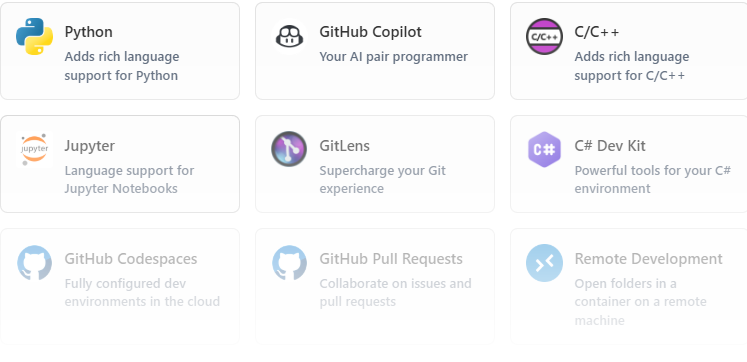 Python
Adds rich language
support for Python
GitHub Copilot
Your AI pair programmer
C/C++
C/C++
Adds rich language
support for C/C++
jupyter
Jupyter
Language support for
Jupyter Notebooks
GitLens
Supercharge your Git
experience
C#
C# Dev Kit
Powerful tools for your C#
environment
GitHub Codespaces
Fully configured dev
environments in the cloud
GitHub Pull Requests
Collaborate on issues and
pull requests
Remote Development
Open folders in a
container on a remote
machine